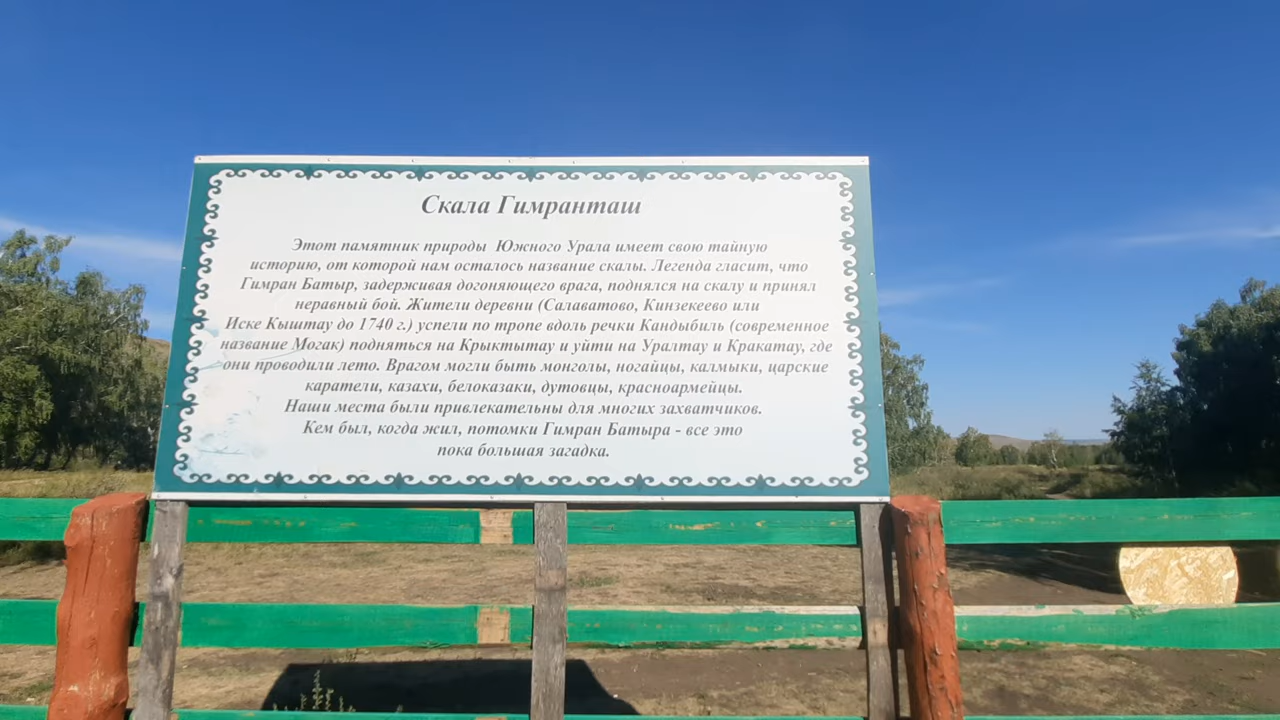 Скала Гимранташ
Этот памятник природы Южного Урала имеет свою тайную
историю, от которой нам осталось название скалы. Легенда гласит, что
Гимран Батыр, задерживая догоняющего врага, поднялся на скалу и принял
неравный бой. Жители деревни (Салаватово, Кинзекеево или
Иске Кыштау до 1740 г.) успели по тропе вдоль речки Кандыбиль (современное
название Могак) подняться на Крыктытау и уйти на Уралтау и Кракатау, где
они проводили лето. Врагом могли быть монголы, ногайцы, калмыки, царские
каратели, казахи, белоказаки, дутовцы, красноармейцы.
Наши места были привлекательны для многих захватчиков.
Кем был, когда жил, потомки Гимран Батыра - все это
пока большая загадка.